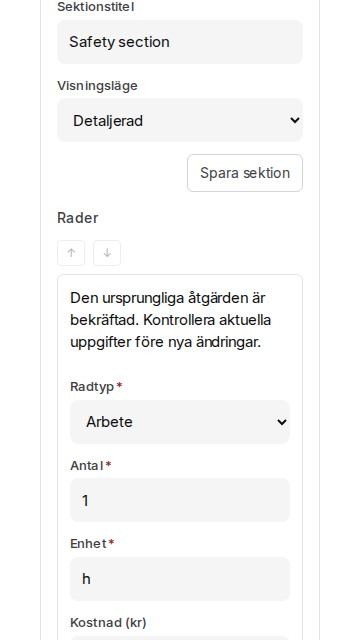 Sektionstitel
Safety section
Visningsläge
Detaljerad
Spara sektion
Rader
↑ ↓
Den ursprungliga åtgärden är
bekräftad. Kontrollera aktuella
uppgifter före nya ändringar.
Radtyp*
Arbete
Antal*
1
Enhet*
h
Kostnad (kr)